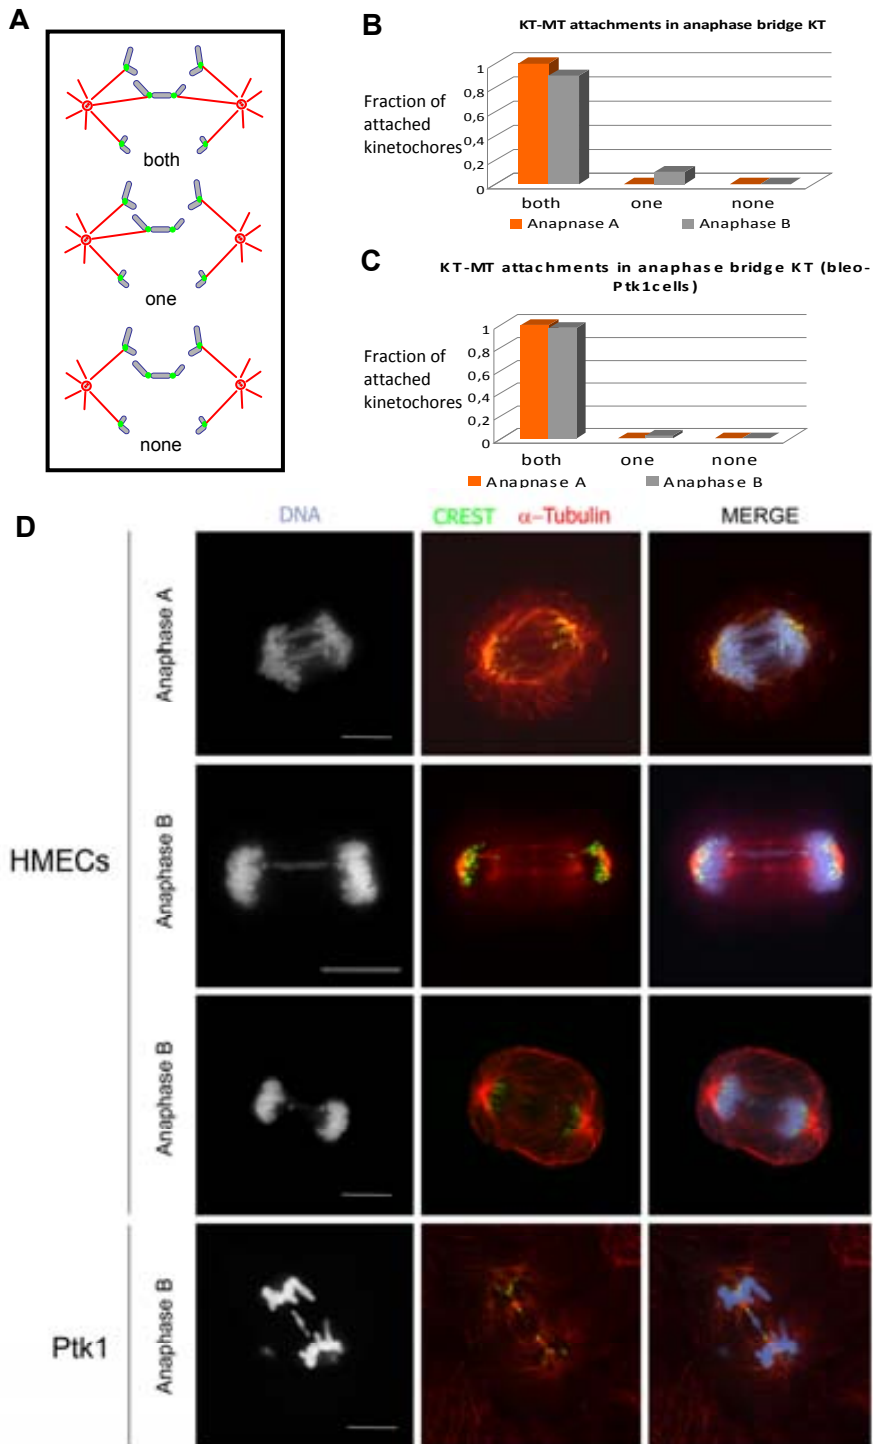 A
both
one
none
B
KT-MT attachments in anaphase bridge KT
Fraction of
attached
kinetochores
1
0,8
0,6
0,4
0,2
0
both one none
Anapnase A Anaphase B
C
KT-MT attachments in anaphase bridge KT (bleo-
Ptk1cells)
Fraction of
attached
kinetochores
1
0,8
0,6
0,4
0,2
0
both one none
Anapnase A Anaphase B
D
DNA CREST α-Tubulin MERGE
HMECs
Anaphase A
Anaphase B
Anaphase B
Ptk1
Anaphase B